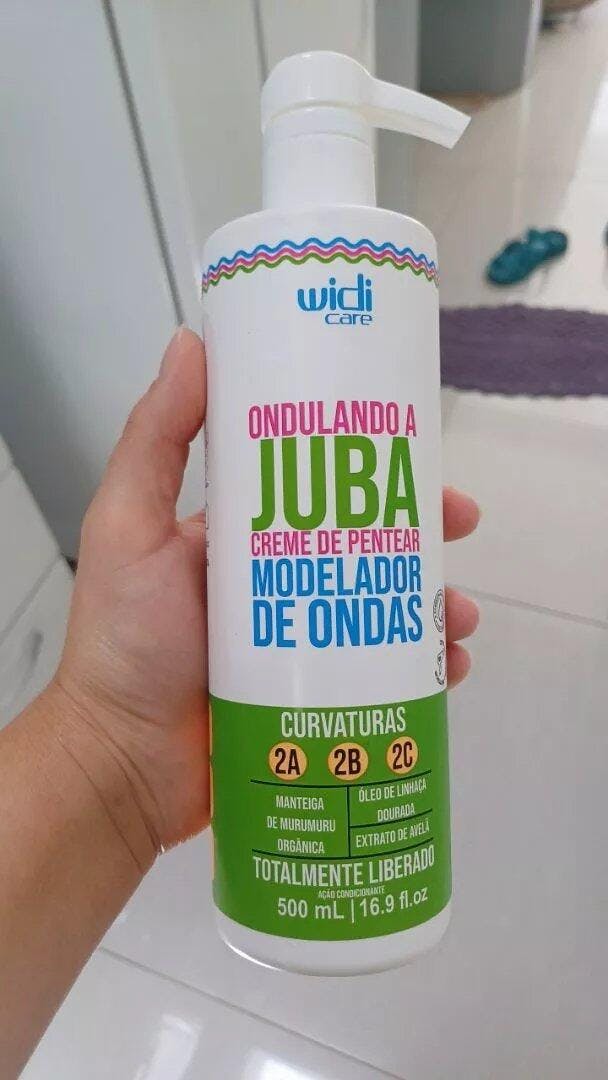 widi
care
ONDULANDO A
JUBA
CREME DE PENTEAR
MODELADOR
DE ONDAS
CURVATURAS
2A 2B 2C
MANTEIGA
DE MURUMURU
ORGÂNICA
ÓLEO DE LINHAÇA
DOURADA
EXTRATO DE AVELÃ
TOTALMENTE LIBERADO
AÇÃO CONDICIONANTE
500 mL | 16.9 fl.oz